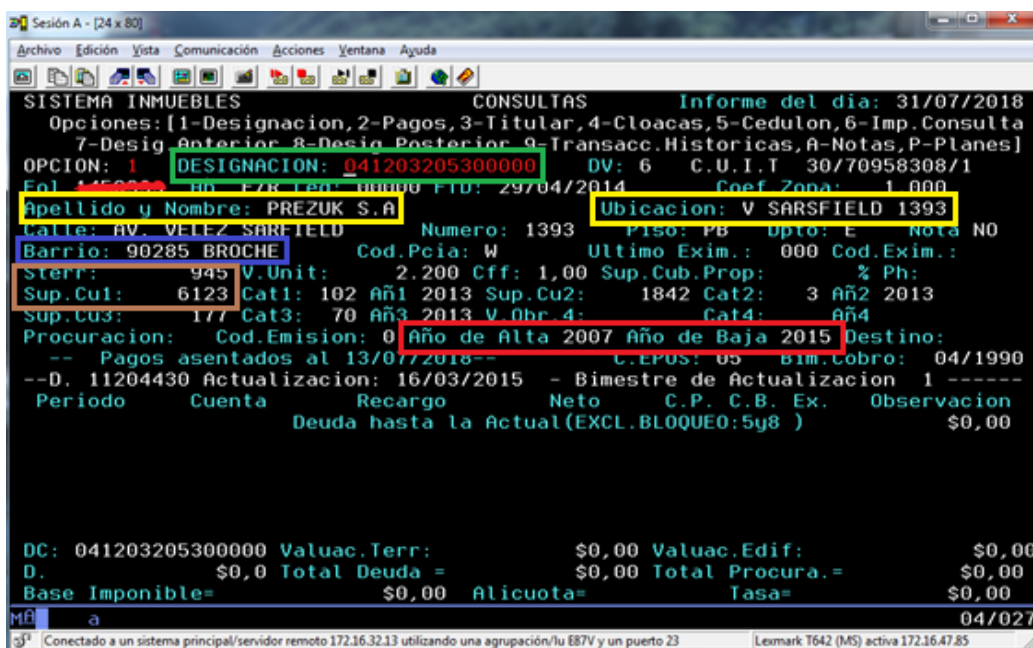 Sesión A - [24 x 80]
Archivo Edición Vista Comunicación Acciones Ventana Ayuda
SISTEMA INMUEBLES CONSULTAS Informe del dia: 31/07/2018
Opciones:[1-Designacion,2-Pagos,3-Titular,4-Cloacas,5-Cedulon,6-Imp.Consulta
7-Desig Anterior 8-Desig Posterior 9-Transacc.Historicas,A-Notas,P-Planes]
OPCION: 1 DESIGNACION: 041203205300000 DV: 6 C.U.I.T 30/70958308/1
Fol E/R Leg: 00000 FTD: 29/04/2014 Coef.Zona: 1.000
Apellido y Nombre: PREZUK S.A Ubicacion: V SARSFIELD 1393
Calle: AV. VELEZ SARFIELD Numero: 1393 Piso: PB Dpto: E Nota NO
Barrio: 90285 BROCHE Cod.Pcia: W Ultimo Exim.: 000 Cod.Exim.:
Sterr: 945 V.Unit: 2.200 Cff: 1,00 Sup.Cub.Prop: % Ph:
Sup.Cu1: 6123 Cat1: 102 Añ1 2013 Sup.Cu2: 1842 Cat2: 3 Añ2 2013
Sup.Cu3: 177 Cat3: 70 Añ3 2013 V.Obr.4: Cat4: Añ4
Procuracion: Cod.Emision: 0 Año de Alta 2007 Año de Baja 2015 Destino:
-- Pagos asentados al 13/07/2018-- C.EPOS: 05 Bim.Cobro: 04/1990
--D. 11204430 Actualizacion: 16/03/2015 - Bimestre de Actualizacion 1 ------
Periodo Cuenta Recargo Neto C.P. C.B. Ex. Observacion
Deuda hasta la Actual(EXCL.BLOQUEO:5y8 ) $0,00
DC: 041203205300000 Valuac.Terr: $0,00 Valuac.Edif: $0,00
D. $0,0 Total Deuda = $0,00 Total Procura.= $0,00
Base Imponible= $0,00 Alicuota= Tasa= $0,00
MA a 04/027
Conectado a un sistema principal/servidor remoto 172.16.32.13 utilizando una agrupación/lu E87V y un puerto 23 Lexmark T642 (MS) activa 172.16.47.85